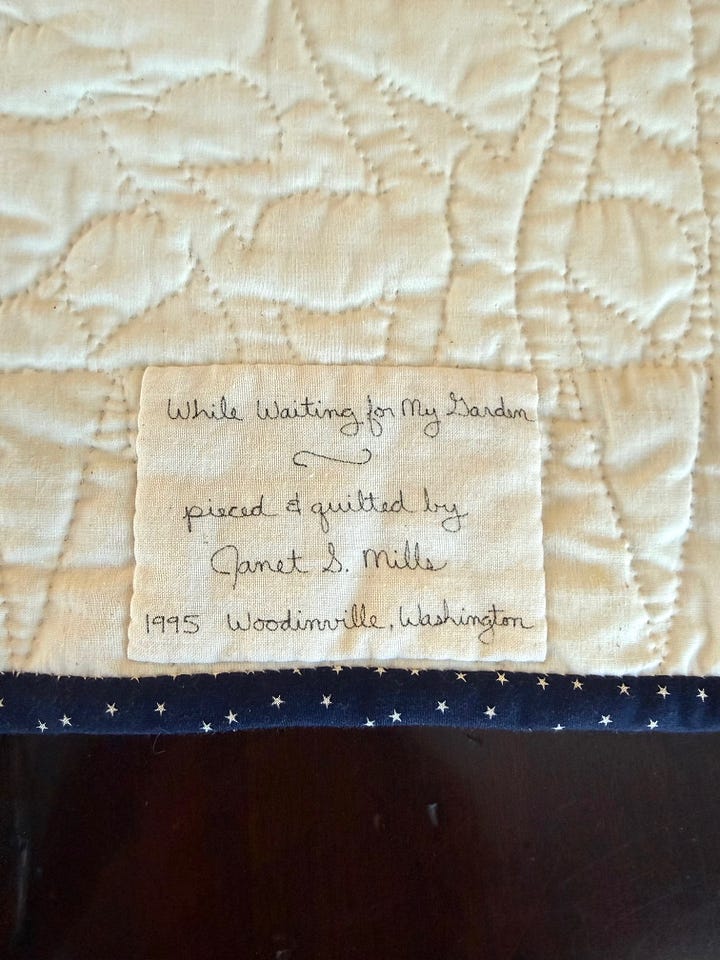 While Waiting for My Garden
pieced & quilted by
Janet S. Mills
1995 Woodinville, Washington